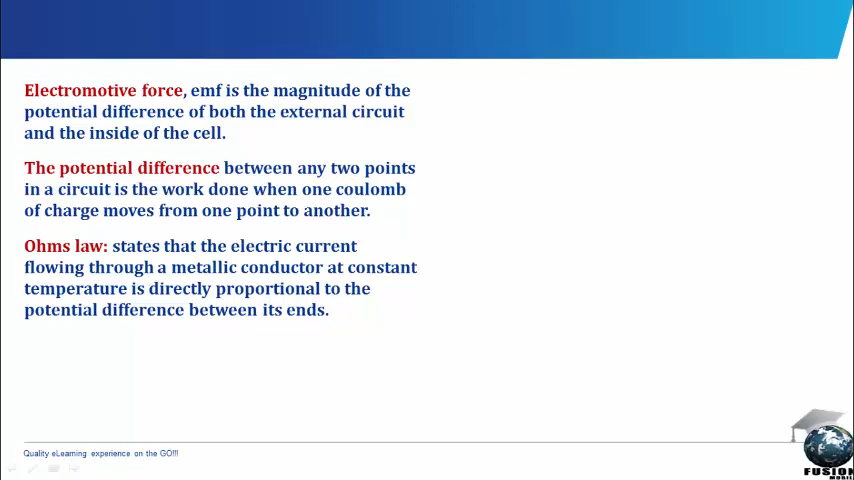 Electromotive force, emf is the magnitude of the
potential difference of both the external circuit
and the inside of the cell.
The potential difference between any two points
in a circuit is the work done when one coulomb
of charge moves from one point to another.
Ohms law: states that the electric current
flowing through a metallic conductor at constant
temperature is directly proportional to the
potential difference between its ends.
Quality eLearning experience on the GO!!!
FUSION
MOBILE